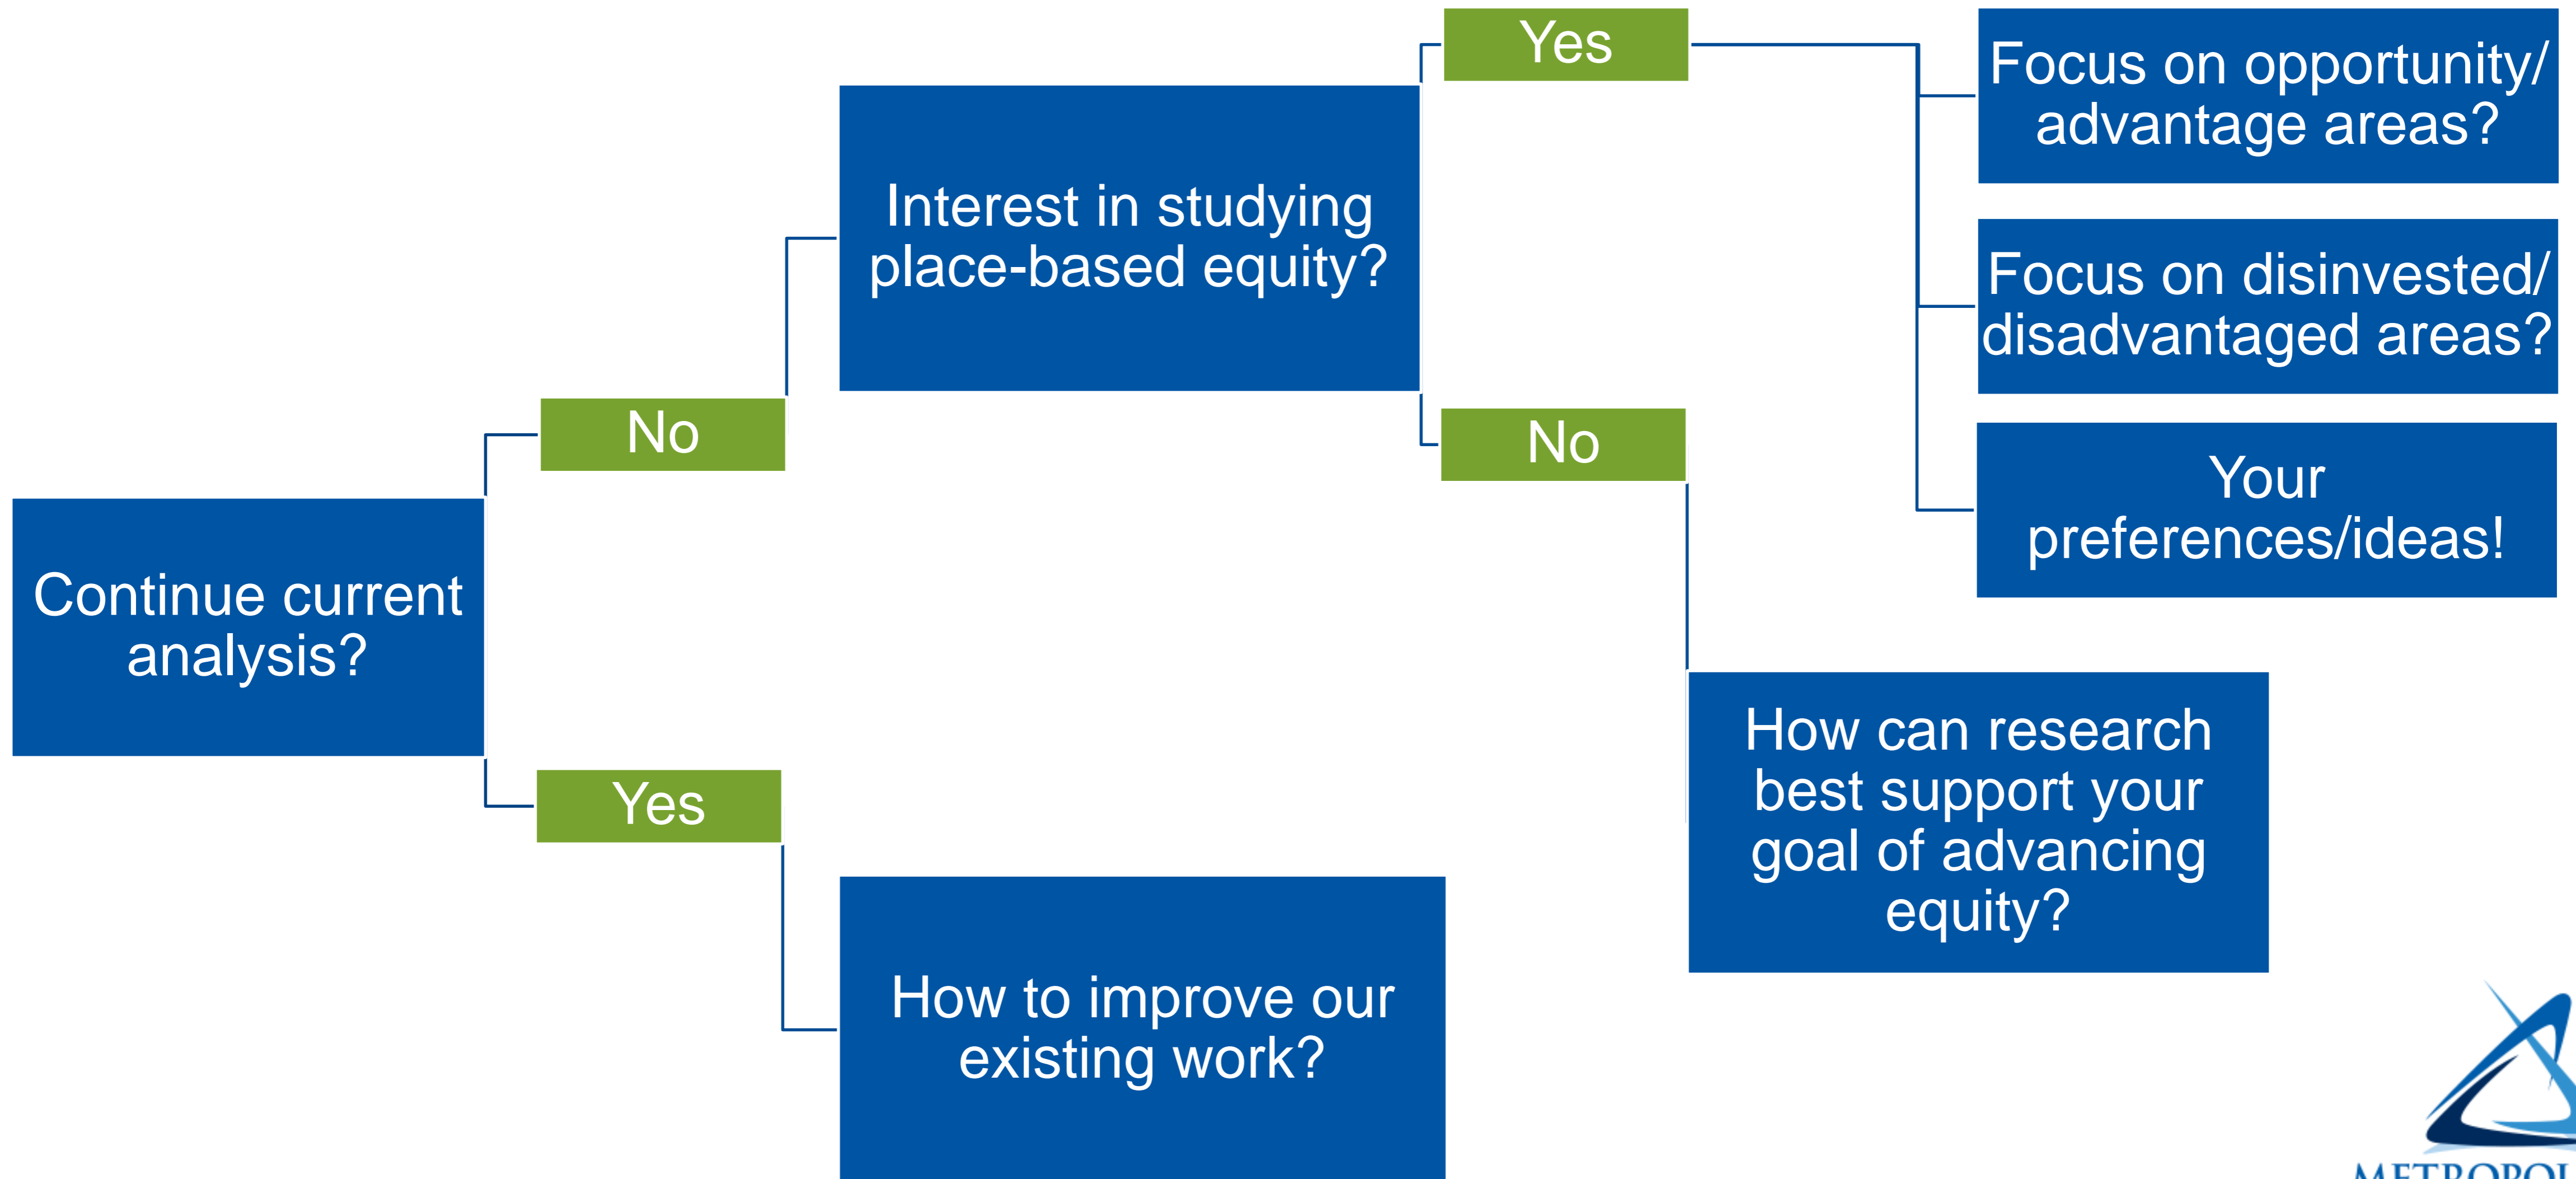 Yes
Focus on opportunity/
advantage areas?
Interest in studying
place-based equity?
Focus on disinvested/
disadvantaged areas?
No
No
Your
preferences/ideas!
Continue current
analysis?
How can research
best support your
goal of advancing
equity?
Yes
How to improve our
existing work?